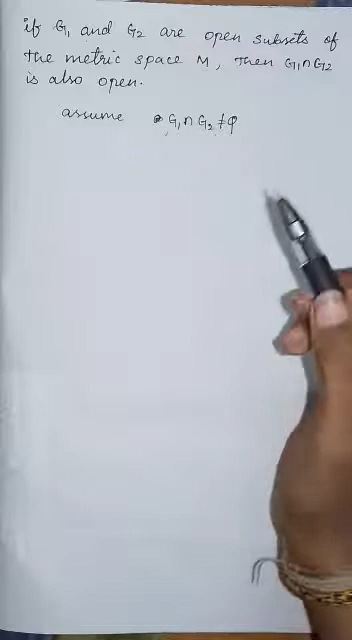 if G1 and G2 are open subsets of
the metric space M, then G1∩G2
is also open.
assume G1∩G2≠φ